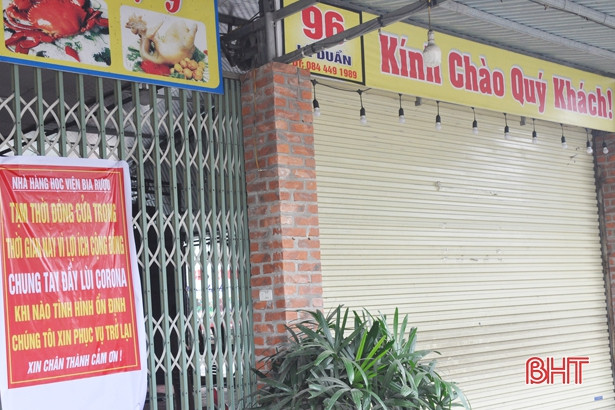 96
DUẨN
ĐT: 084 449 1989
Kính Chào Quý Khách!
NHÀ HÀNG HỌC VIỆN BIA RƯỢU
TẠM THỜI ĐÓNG CỬA TRONG
THỜI GIAN NÀY VÌ LỢI ÍCH CỘNG ĐỒNG
CHUNG TAY ĐẨY LÙI CORONA
KHI NÀO TÌNH HÌNH ỔN ĐỊNH
CHÚNG TÔI XIN PHỤC VỤ TRỞ LẠI
XIN CHÂN THÀNH CẢM ƠN !
BHT